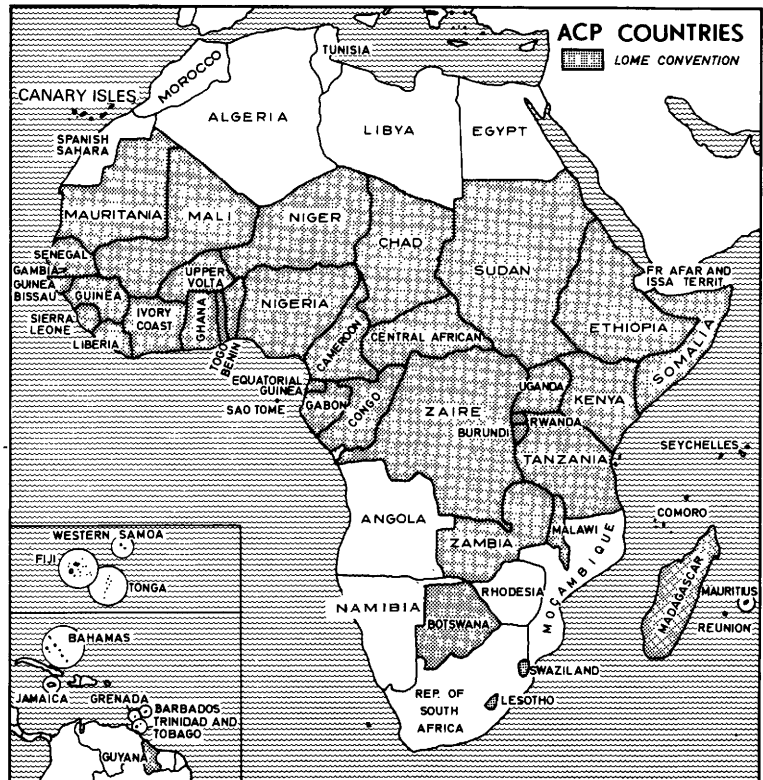 ACP COUNTRIES
LOME CONVENTION
TUNISIA
MOROCCO
CANARY ISLES
ALGERIA
LIBYA
EGYPT
SPANISH
SAHARA
MAURITANIA
MALI
NIGER
CHAD
SUDAN
SENEGAL
GAMBIA
GUINEA
BISSAU
GUINEA
UPPER
VOLTA
NIGERIA
FR AFAR AND
ISSA TERRIT.
SIERRA
LEONE
IVORY
COAST
GHANA
ETHIOPIA
LIBERIA
TOGO
BENIN
CAMEROON
CENTRAL AFRICAN
SOMALIA
EQUATORIAL
GUINEA
SAO TOME
GABON
CONGO
ZAIRE
UGANDA
KENYA
RWANDA
BURUNDI
TANZANIA
SEYCHELLES
COMORO
ANGOLA
ZAMBIA
MALAWI
MOÇAMBIQUE
MADAGASCAR
MAURITIUS
REUNION
NAMIBIA
RHODESIA
BOTSWANA
SWAZILAND
LESOTHO
REP. OF
SOUTH
AFRICA
WESTERN SAMOA
FIJI
TONGA
BAHAMAS
JAMAICA
GRENADA
BARBADOS
TRINIDAD AND
TOBAGO
GUYANA